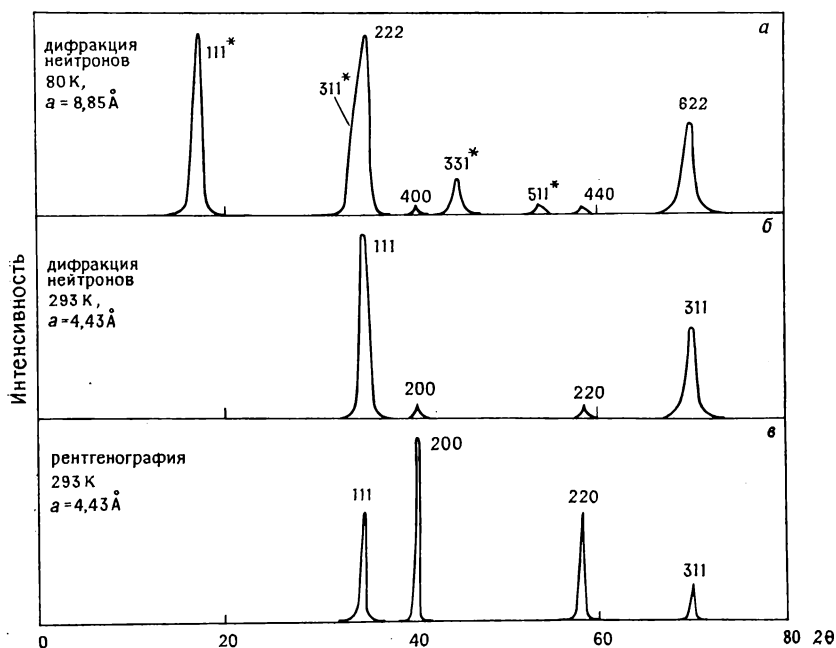 а
дифракция
нейтронов
80 К,
a = 8,85 Å
111*
311*
222
400
331*
511*
440
622
б
дифракция
нейтронов
293 К,
a = 4,43 Å
111
200
220
311
в
рентгенография
293 К
a = 4,43 Å
111
200
220
311
Интенсивность
0 20 40 60 80 2θ